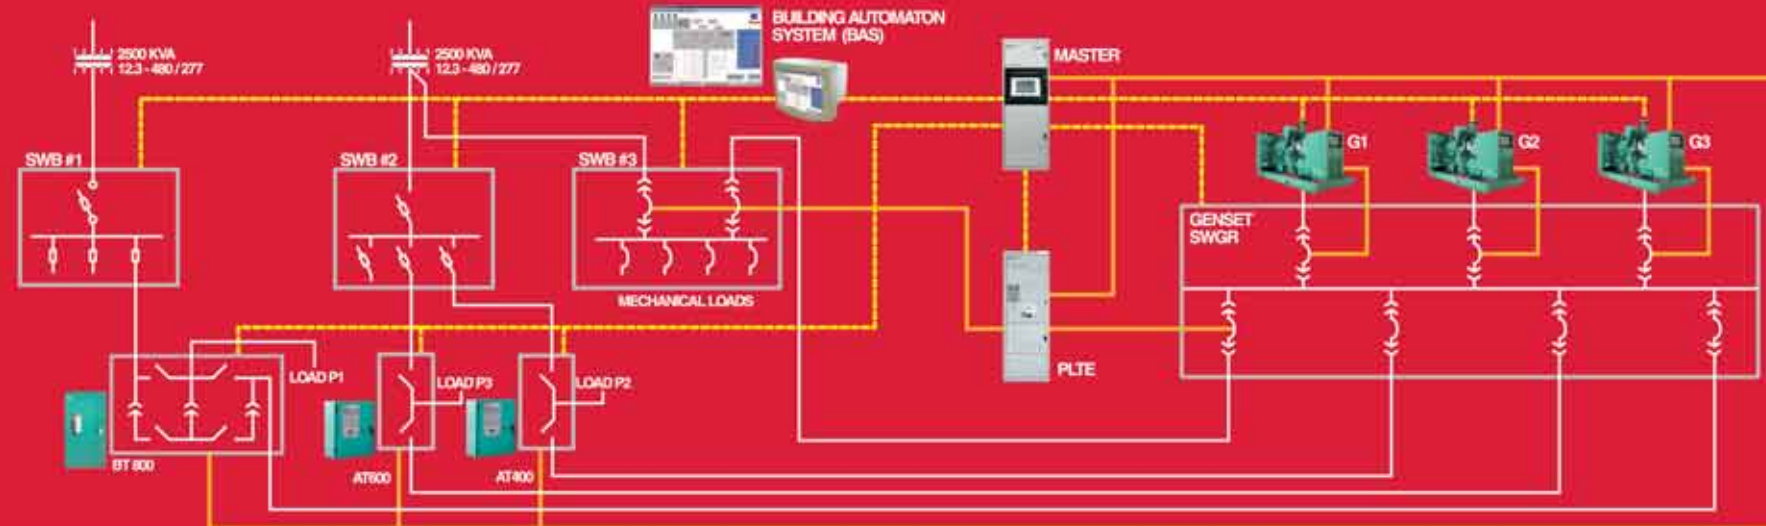 BUILDING AUTOMATON
SYSTEM (BAS)
2500 KVA
12.3 - 480 / 277
2500 KVA
12.3 - 480 / 277
MASTER
G1
G2
G3
SWB #1
SWB #2
SWB #3
GENSET
SWGR
MECHANICAL LOADS
PLTE
LOAD P1
LOAD P3
LOAD P2
BT 800
AT600
AT400